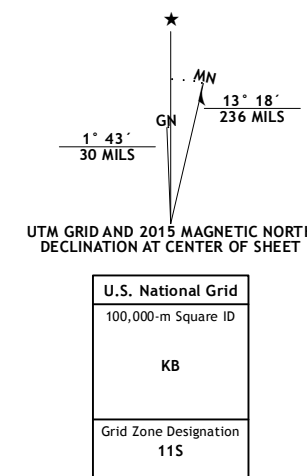 ★
MN
GN
13° 18´
236 MILS
1° 43´
30 MILS
UTM GRID AND 2015 MAGNETIC NORTH
DECLINATION AT CENTER OF SHEET
U.S. National Grid
100,000-m Square ID
KB
Grid Zone Designation
11S